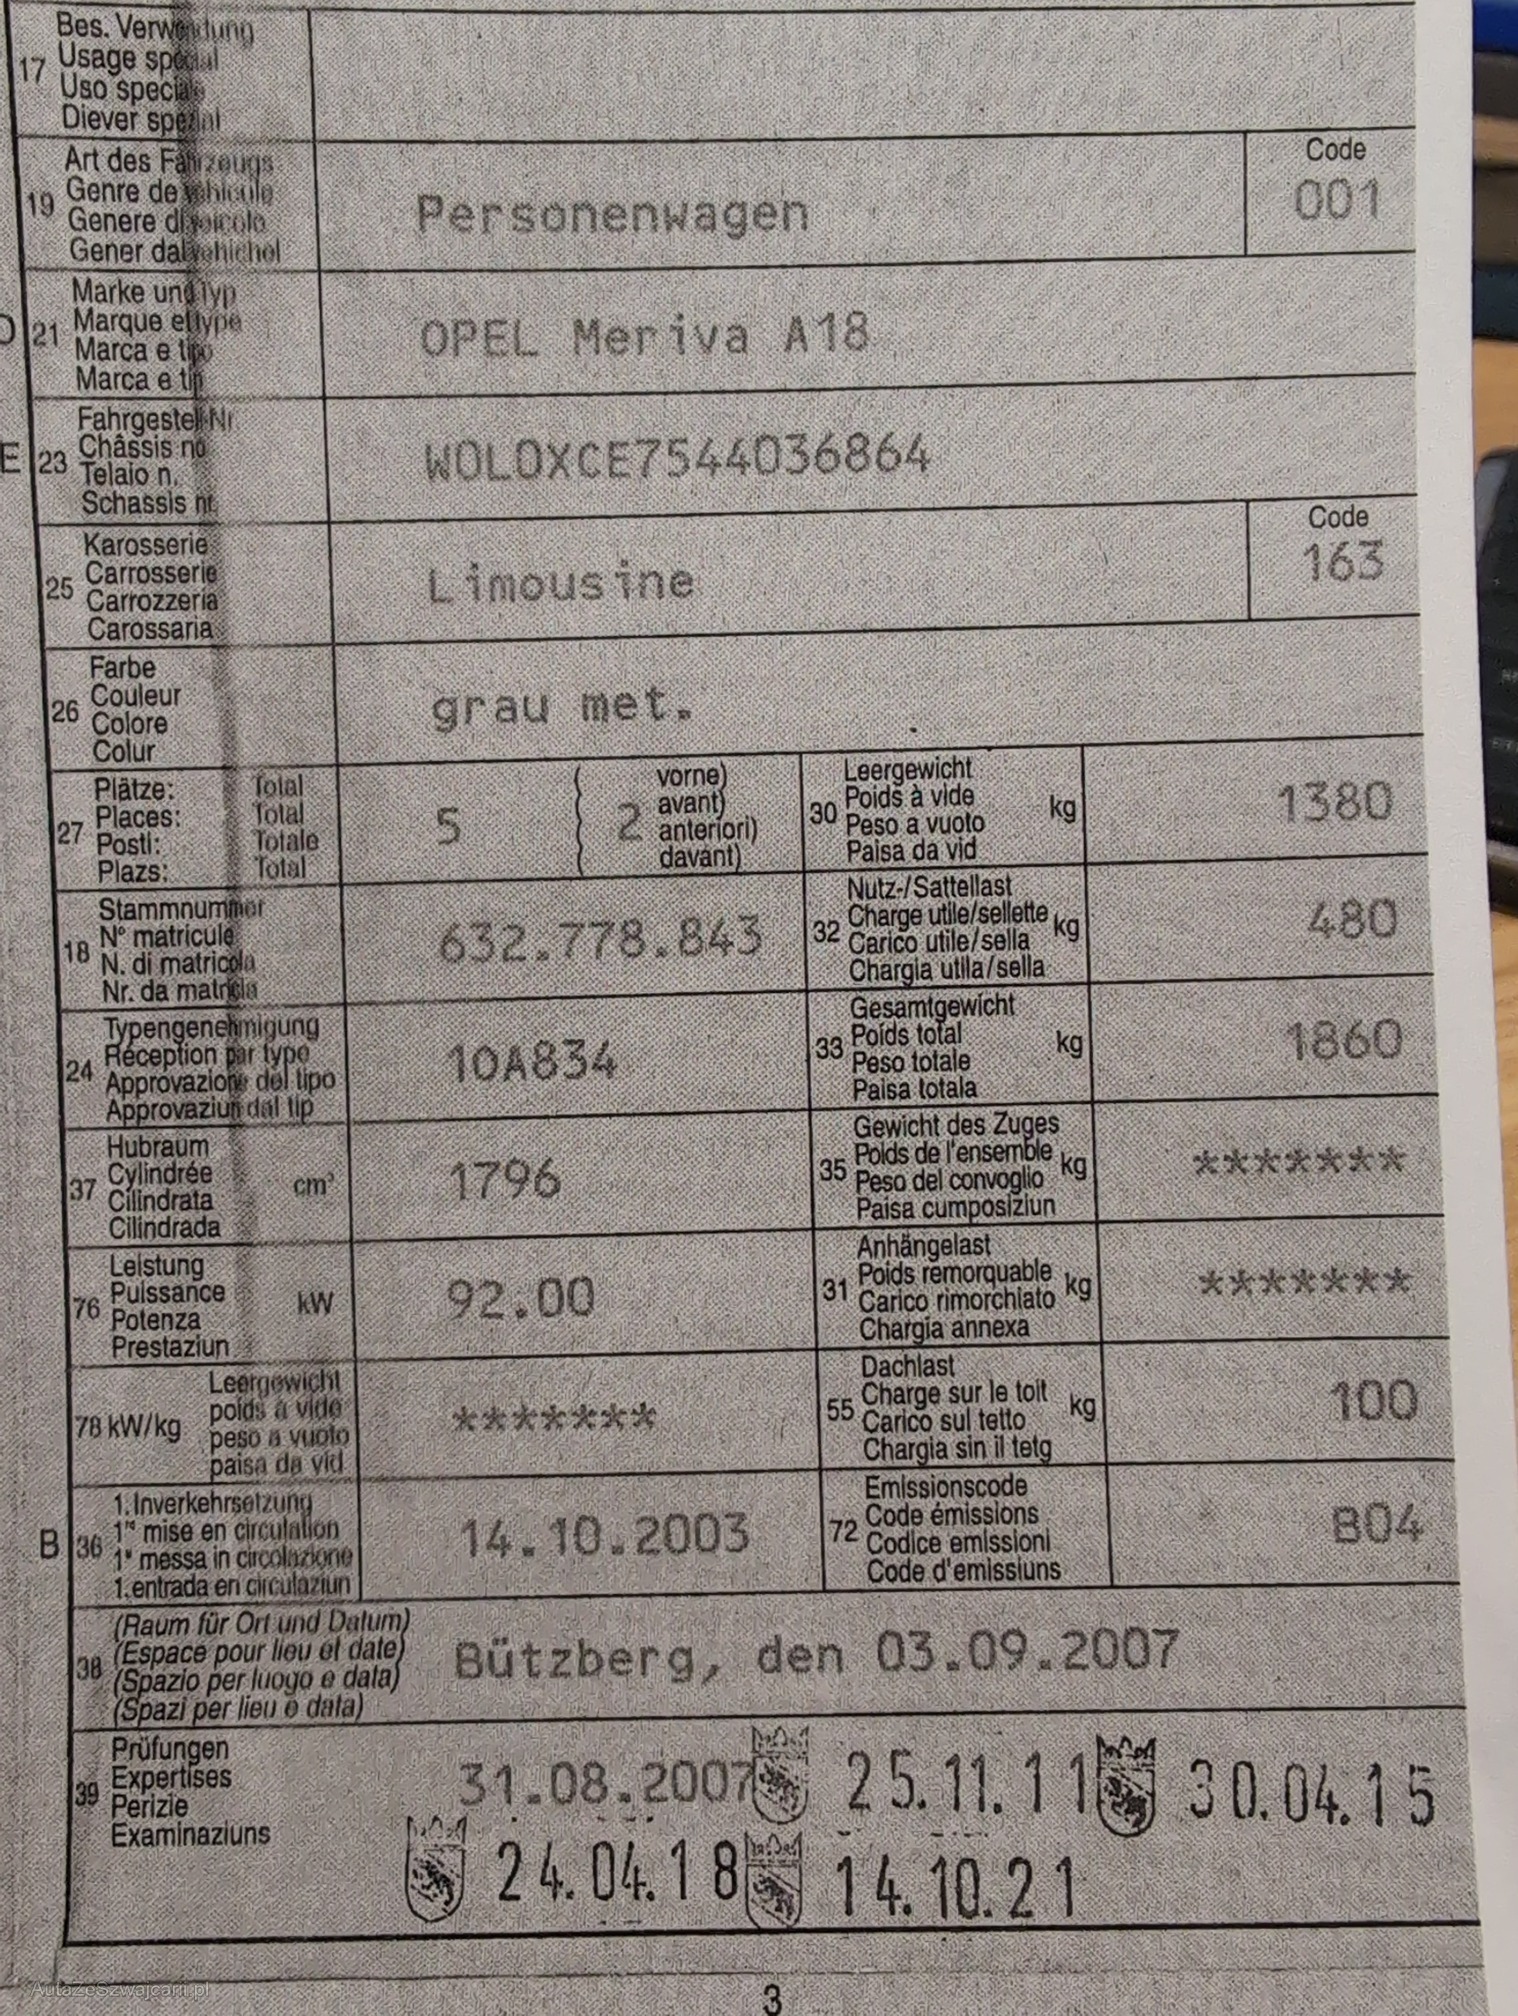 17
Bes. Verwendung
Usage special
Uso speciale
Diever spezial
19
Art des Fahrzeugs
Genre de véhicule
Genere di veicolo
Gener dal vehichel
Personenwagen
Code
001
D 21
Marke und Typ
Marque et type
Marca e tipo
Marca e tip
OPEL Meriva A18
E 23
Fahrgestell-Nr.
Châssis no
Telaio n.
Schassis nr.
WOLOXCE7544036864
25
Karosserie
Carrosserie
Carrozzeria
Carossaria
Limousine
Code
163
26
Farbe
Couleur
Colore
Colur
grau met.
27
Plätze: Total
Places: Total
Posti: Totale
Plazs: Total
5
2
vorne)
avant)
anteriori)
davant)
30
Leergewicht
Poids à vide
Peso a vuoto
Paisa da vid
kg
1380
18
Stammnummer
N° matricule
N. di matricola
Nr. da matricla
632.778.843
32
Nutz-/Sattellast
Charge utile/sellette
Carico utile/sella
Chargia utila/sella
kg
480
24
Typengenehmigung
Réception par type
Approvazione del tipo
Approvaziun dal tip
10A834
33
Gesamtgewicht
Poids total
Peso totale
Paisa totala
kg
1860
37
Hubraum
Cylindrée
Cilindrata
Cilindrada
cm³
1796
35
Gewicht des Zuges
Poids de l'ensemble
Peso del convoglio
Paisa cumposiziun
kg
*******
76
Leistung
Puissance
Potenza
Prestaziun
kW
92.00
31
Anhängelast
Poids remorquable
Carico rimorchiato
Chargia annexa
kg
*******
78 kW/kg
Leergewicht
poids à vide
peso a vuoto
paisa da vid
*******
55
Dachlast
Charge sur le toit
Carico sul tetto
Chargia sin il tetg
kg
100
B 36
1. Inverkehrsetzung
1re mise en circulation
1a messa in circolazione
1. entrada en circulaziun
14.10.2003
72
Emissionscode
Code émissions
Codice emissioni
Code d'emissiuns
B04
38
(Raum für Ort und Datum)
(Espace pour lieu et date)
(Spazio per luogo e data)
(Spazi per lieu e data)
Bützberg, den 03.09.2007
39
Prüfungen
Expertises
Perizie
Examinaziuns
31.08.2007 25.11.11 30.04.15
24.04.18 14.10.21
AutaZeSzwajcarii.pl
3